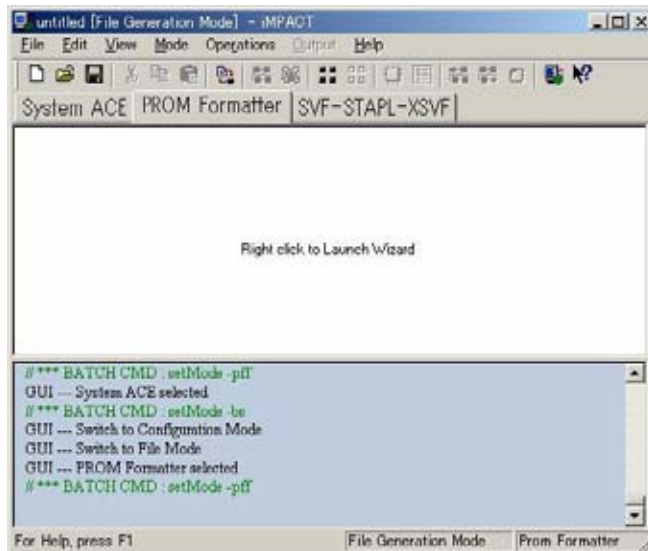 untitled [File Generation Mode] - iMPACT
File Edit View Mode Operations Output Help
System ACE PROM Formatter SVF-STAPL-XSVF
Right click to Launch Wizard
// *** BATCH CMD : setMode -pff
GUI --- System ACE selected
// *** BATCH CMD : setMode -bs
GUI --- Switch to Configuration Mode
GUI --- Switch to File Mode
GUI --- PROM Formatter selected
// *** BATCH CMD : setMode -pff
For Help, press F1 File Generation Mode Prom Formatter